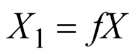 X₁ = fX